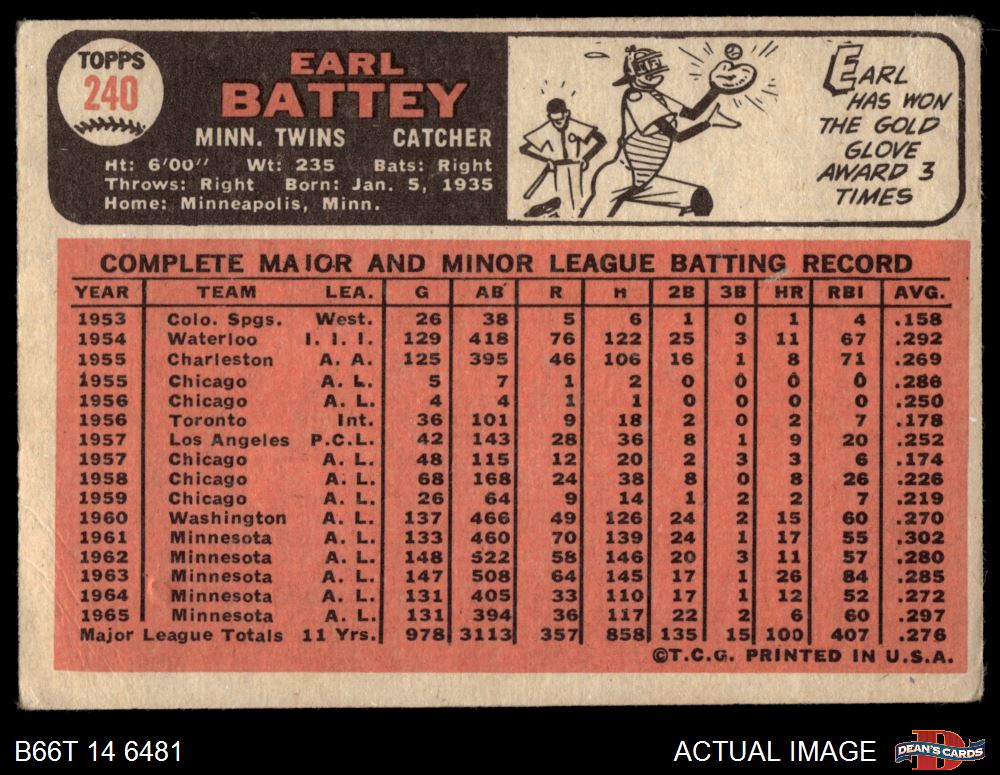 TOPPS
240
EARL
BATTEY
MINN. TWINS CATCHER
Ht: 6'00" Wt: 235 Bats: Right
Throws: Right Born: Jan. 5, 1935
Home: Minneapolis, Minn.
EARL
HAS WON
THE GOLD
GLOVE
AWARD 3
TIMES
COMPLETE MAJOR AND MINOR LEAGUE BATTING RECORD
YEAR TEAM LEA. G AB R H 2B 3B HR RBI AVG.
1953 Colo. Spgs. West. 26 38 5 6 1 0 1 4 .158
1954 Waterloo I. I. I. 129 418 76 122 25 3 11 67 .292
1955 Charleston A. A. 125 395 46 106 16 1 8 71 .269
1955 Chicago A. L. 5 7 1 2 0 0 0 0 .286
1956 Chicago A. L. 4 4 1 1 0 0 0 0 .250
1956 Toronto Int. 36 101 9 18 2 0 2 7 .178
1957 Los Angeles P.C.L. 42 143 28 36 8 1 9 20 .252
1957 Chicago A. L. 48 115 12 20 2 3 3 6 .174
1958 Chicago A. L. 68 168 24 38 8 0 8 26 .226
1959 Chicago A. L. 26 64 9 14 1 2 2 7 .219
1960 Washington A. L. 137 466 49 126 24 2 15 60 .270
1961 Minnesota A. L. 133 460 70 139 24 1 17 55 .302
1962 Minnesota A. L. 148 522 58 146 20 3 11 57 .280
1963 Minnesota A. L. 147 508 64 145 17 1 26 84 .285
1964 Minnesota A. L. 131 405 33 110 17 1 12 52 .272
1965 Minnesota A. L. 131 394 36 117 22 2 6 60 .297
Major League Totals 11 Yrs. 978 3113 357 858 135 15 100 407 .276
©T.C.G. PRINTED IN U.S.A.
B66T 14 6481 ACTUAL IMAGE DEAN'S CARDS